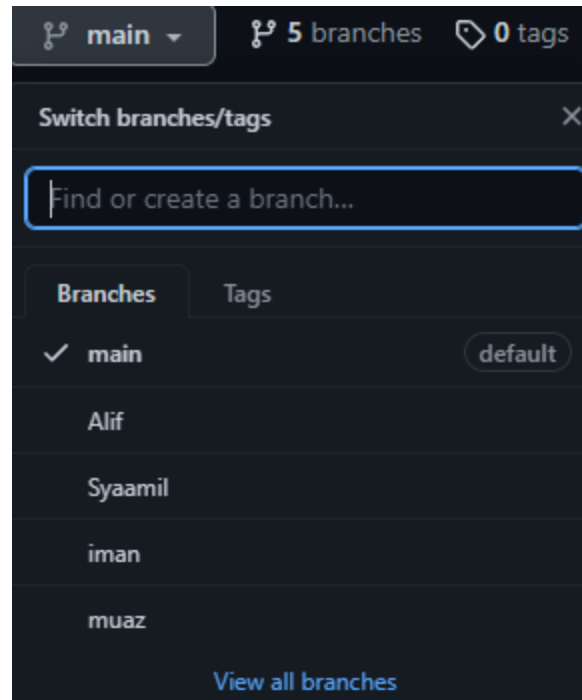 main 5 branches 0 tags
Switch branches/tags
Find or create a branch...
Branches Tags
main default
Alif
Syaamil
iman
muaz
View all branches